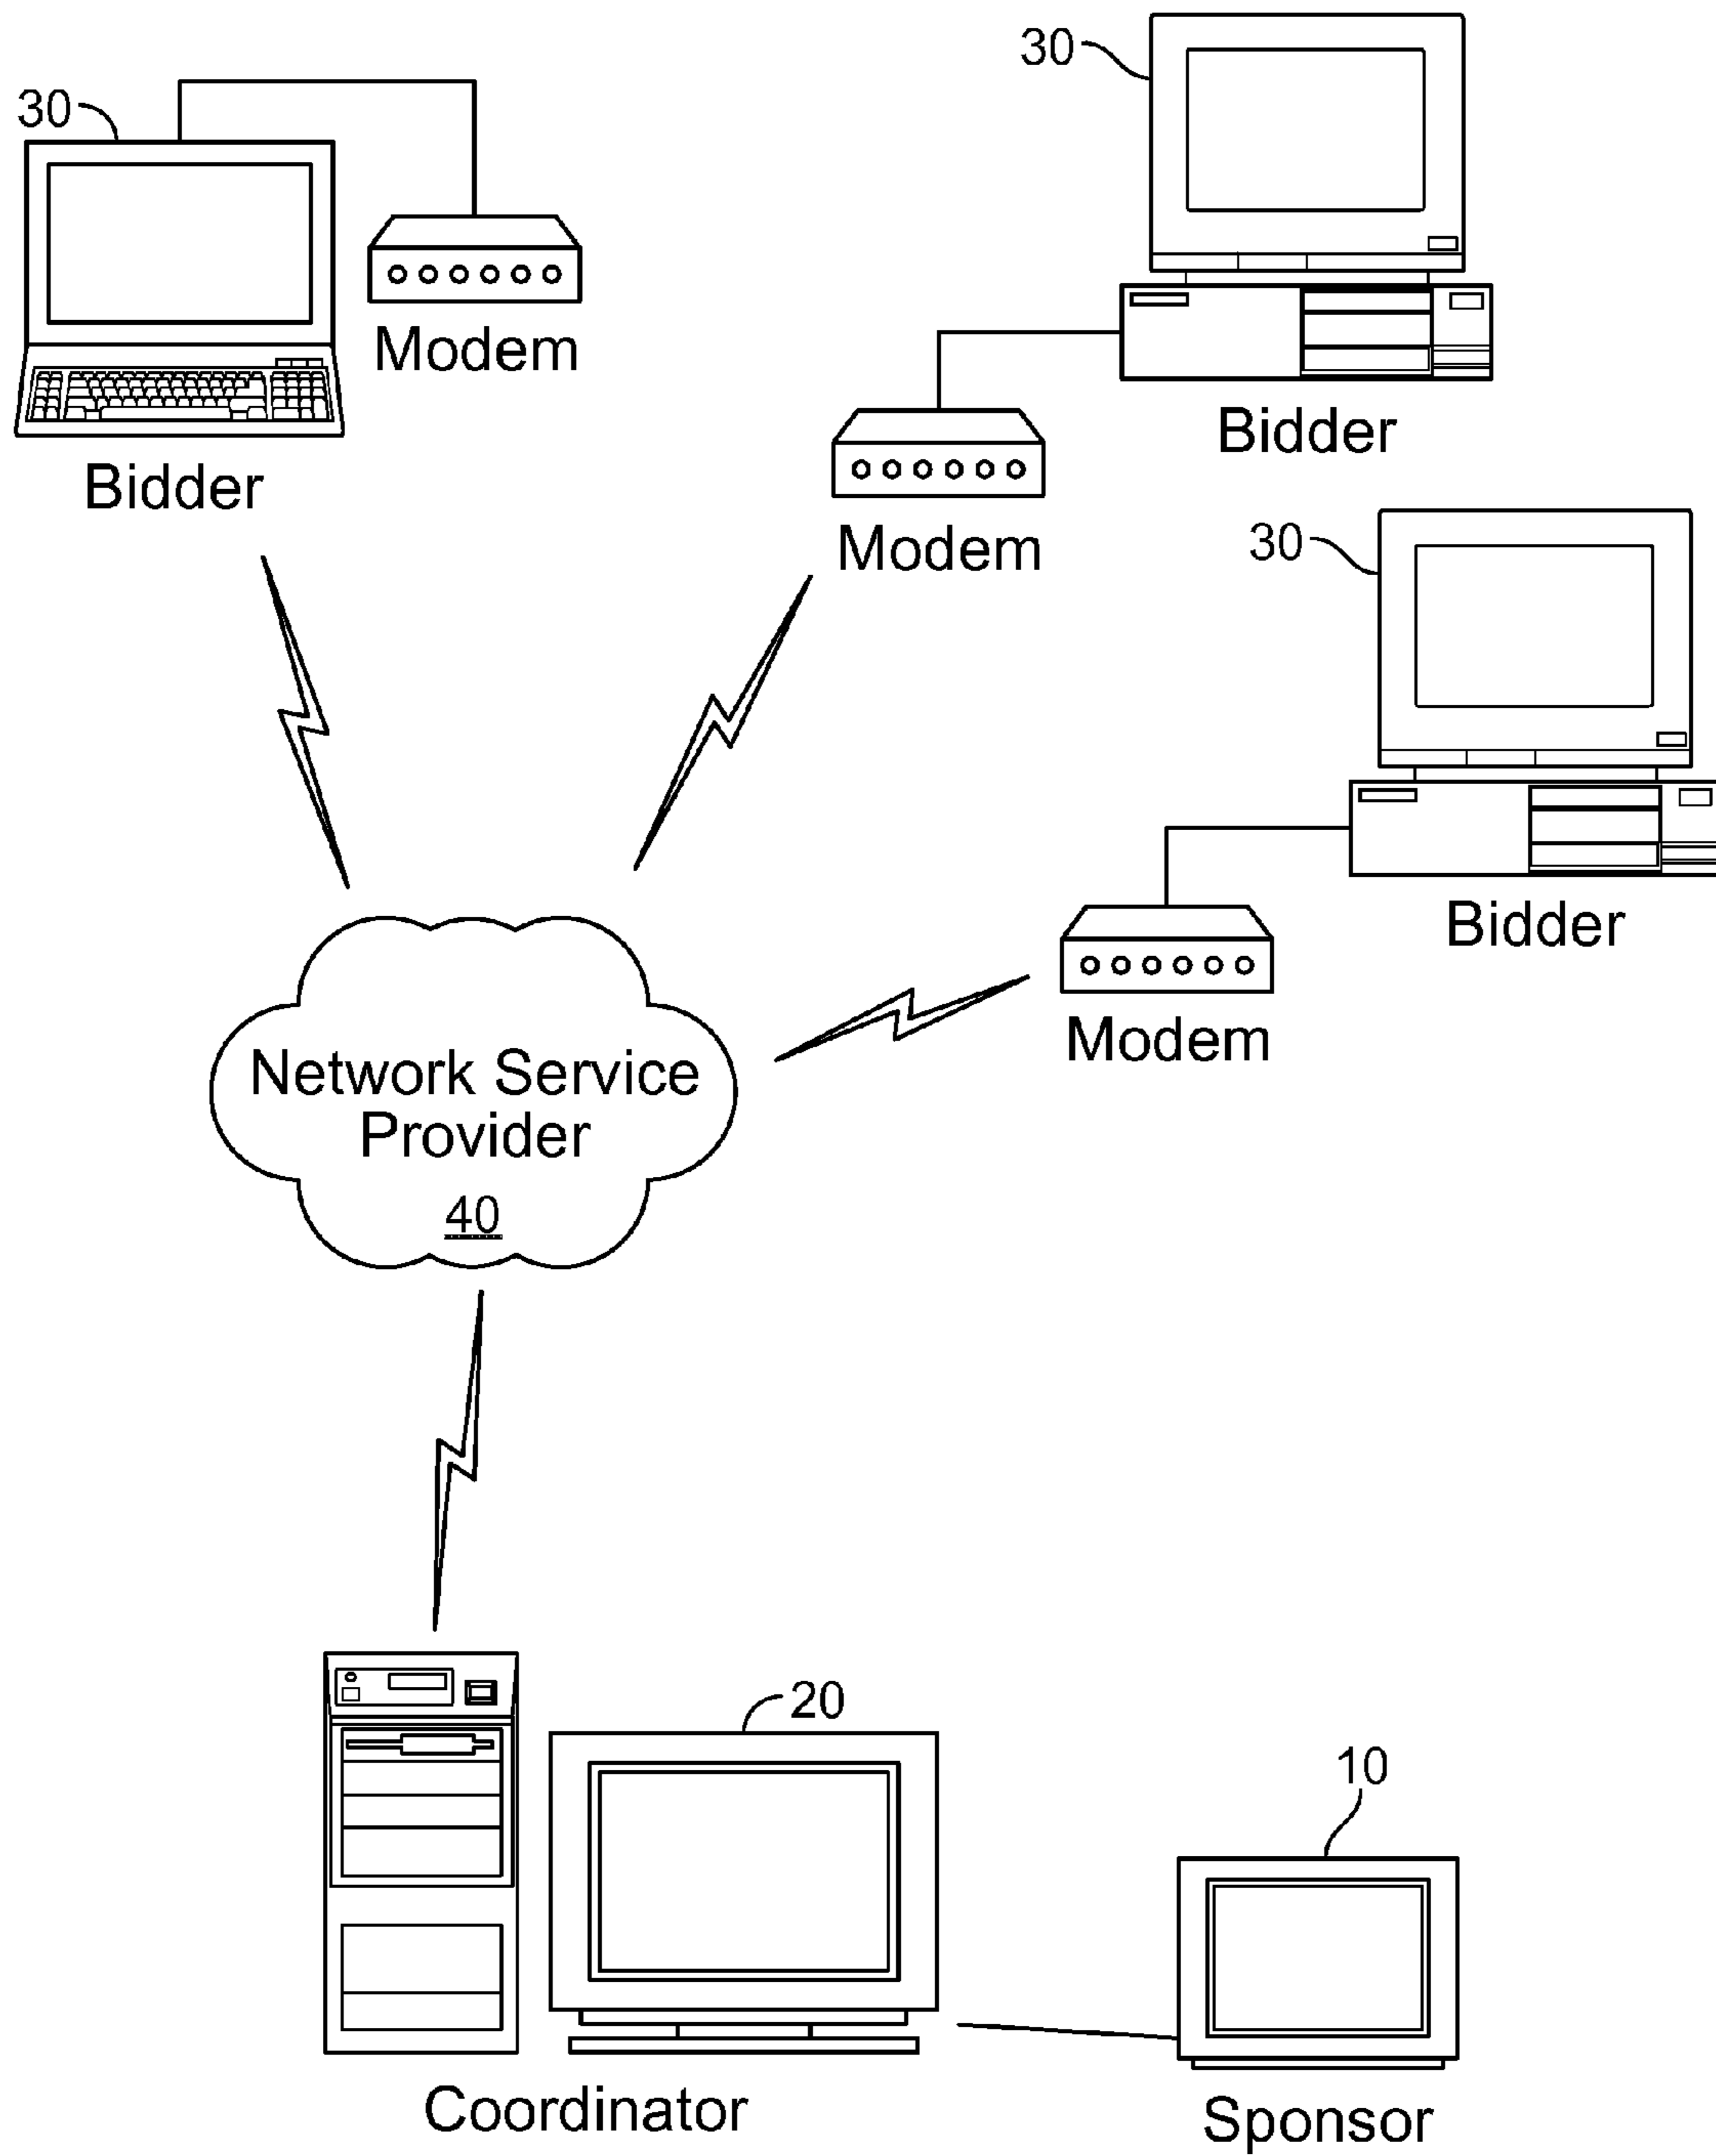 30
30
Modem
Bidder
Bidder
Modem
30
Bidder
Modem
Network Service
Provider
40
20
10
Coordinator
Sponsor